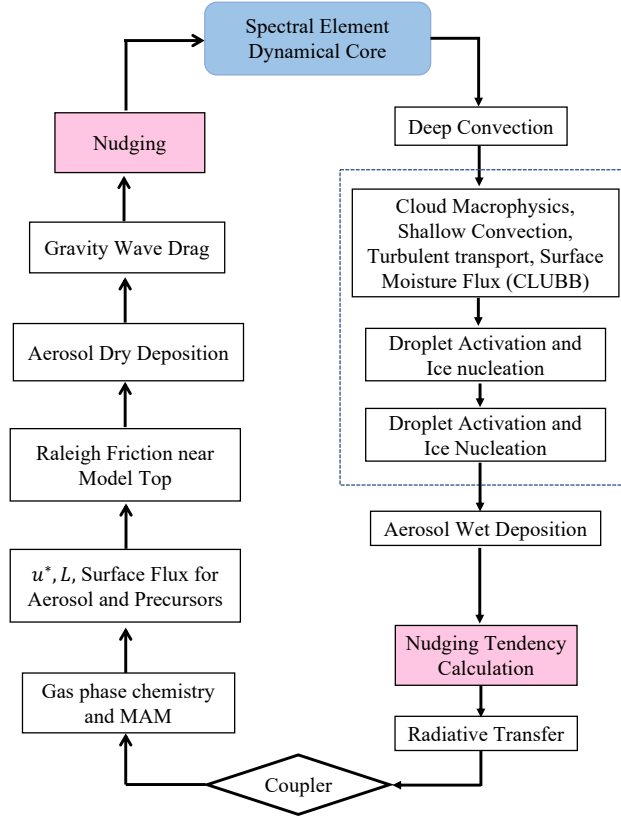 Spectral Element
Dynamical Core
Deep Convection
Cloud Macrophysics,
Shallow Convection,
Turbulent transport, Surface
Moisture Flux (CLUBB)
Droplet Activation and
Ice nucleation
Droplet Activation and
Ice Nucleation
Aerosol Wet Deposition
Nudging Tendency
Calculation
Radiative Transfer
Coupler
Gas phase chemistry
and MAM
u*, L, Surface Flux for
Aerosol and Precursors
Raleigh Friction near
Model Top
Aerosol Dry Deposition
Gravity Wave Drag
Nudging